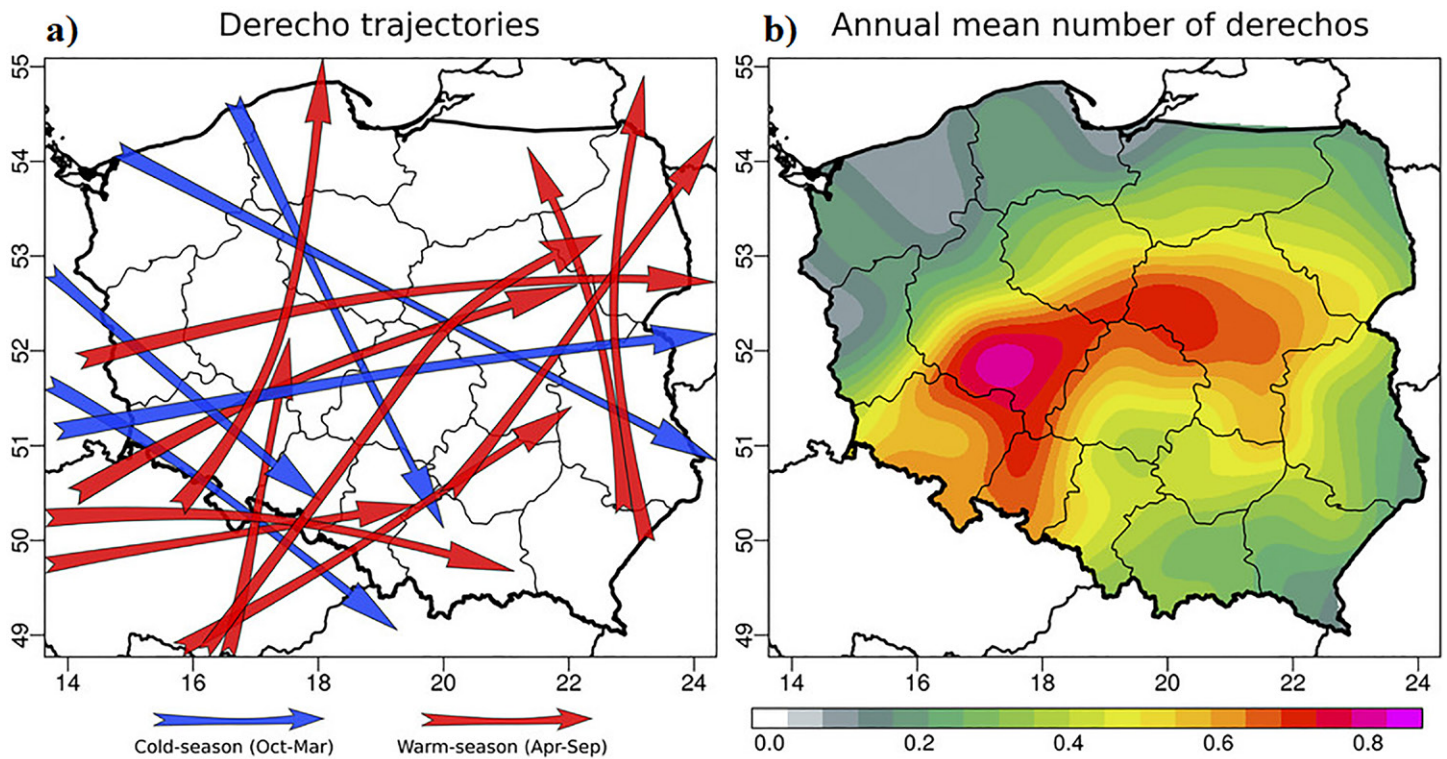 a) Derecho trajectories
55
54
53
52
51
50
49
14 16 18 20 22 24
Cold-season (Oct-Mar) Warm-season (Apr-Sep)
b) Annual mean number of derechos
55
54
53
52
51
50
49
14 16 18 20 22 24
0.0 0.2 0.4 0.6 0.8